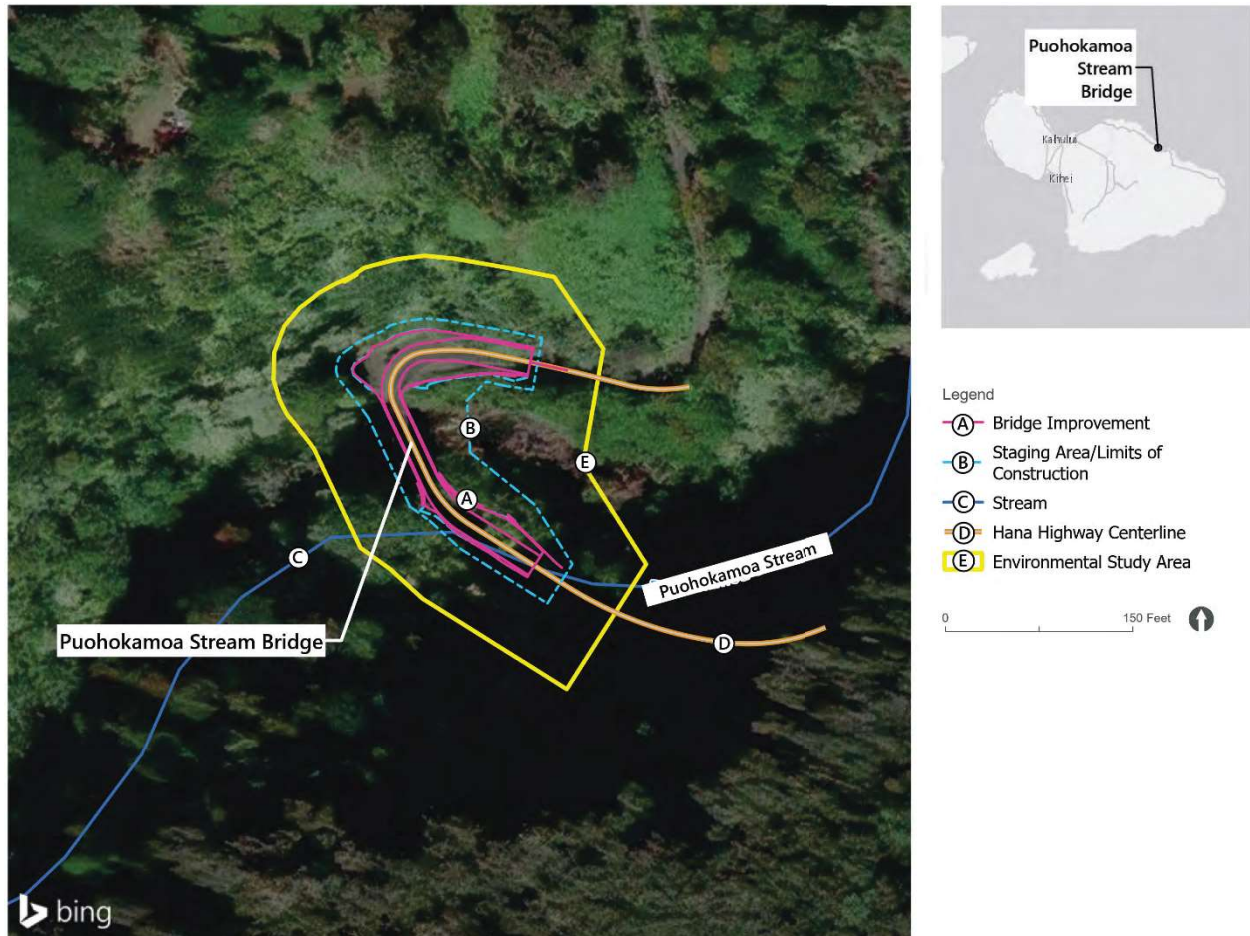 Puohokamoa
Stream
Bridge
Kahului
Kihei
Legend
A Bridge Improvement
B Staging Area/Limits of
Construction
C Stream
D Hana Highway Centerline
E Environmental Study Area
0 150 Feet
B
E
A
C
Puohokamoa Stream
Puohokamoa Stream Bridge
D
bing